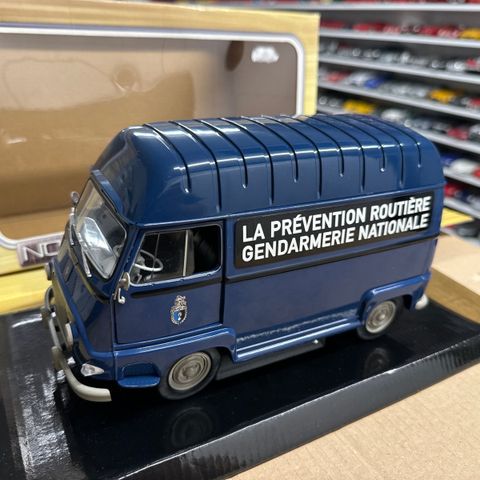 LA PRÉVENTION ROUTIÈRE
GENDARMERIE NATIONALE